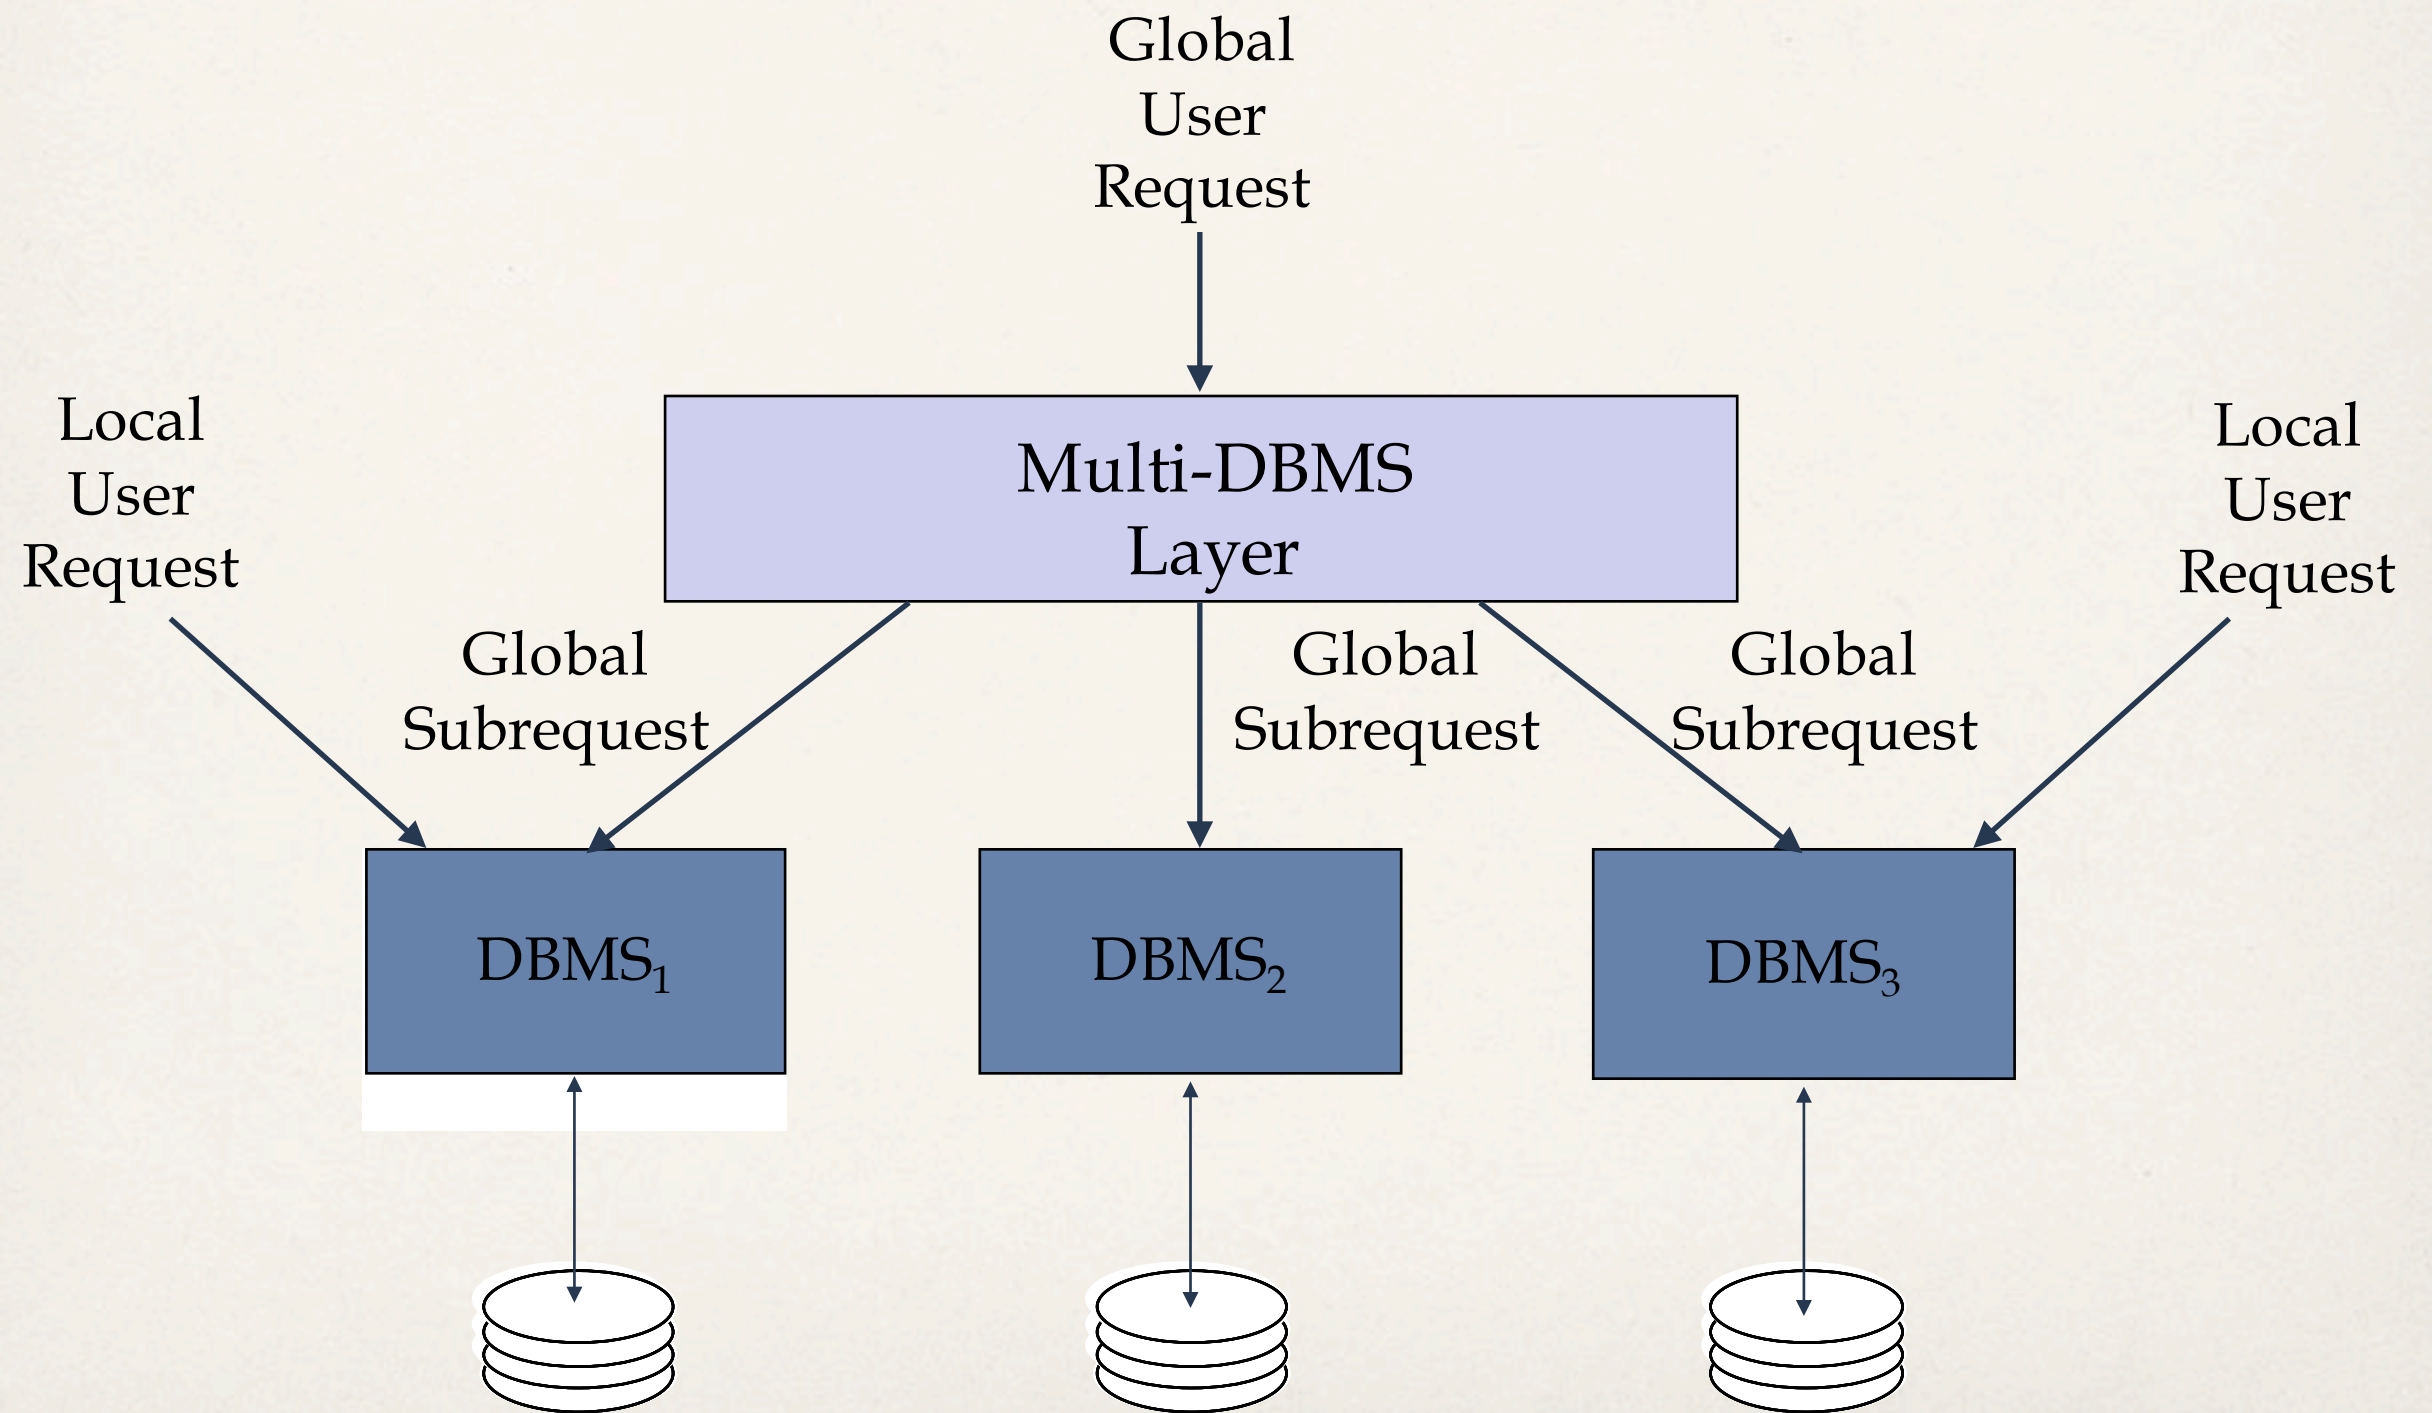 Global
User
Request
Local
User
Request
Multi-DBMS
Layer
Local
User
Request
Global
Subrequest
Global
Subrequest
Global
Subrequest
DBMS₁
DBMS₂
DBMS₃